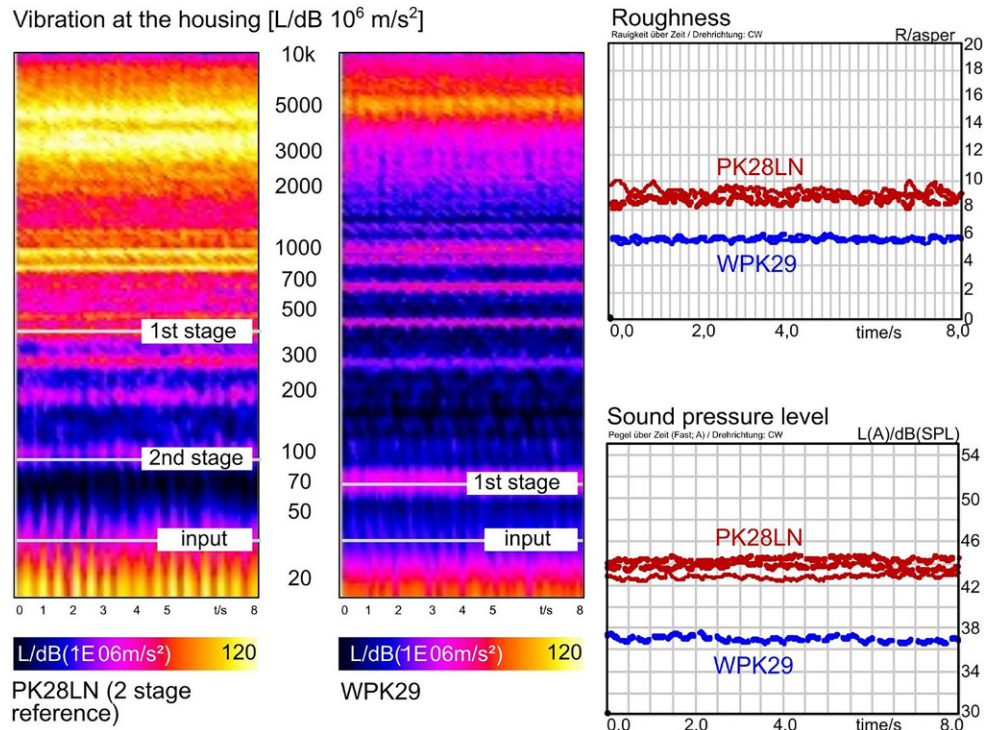 Vibration at the housing [L/dB 10⁶ m/s²]
10k
5000
3000
2000
1000
700
500
300
200
100
70
50
20
1st stage
2nd stage
input
0 1 2 3 4 5 t/s 8
L/dB(1E 06m/s²) 120
PK28LN (2 stage
reference)
1st stage
input
0 1 2 3 4 5 t/s 8
L/dB(1E 06m/s²) 120
WPK29
Roughness
Rauigkeit über Zeit / Drehrichtung: CW R/asper
20
18
16
14
12
10
8
6
4
2
0
PK28LN
WPK29
0,0 2,0 4,0 time/s 8,0
Sound pressure level
Pegel über Zeit (Fast; A) / Drehrichtung: CW L(A)/dB(SPL)
54
50
46
42
38
34
30
PK28LN
WPK29
0,0 2,0 4,0 time/s 8,0